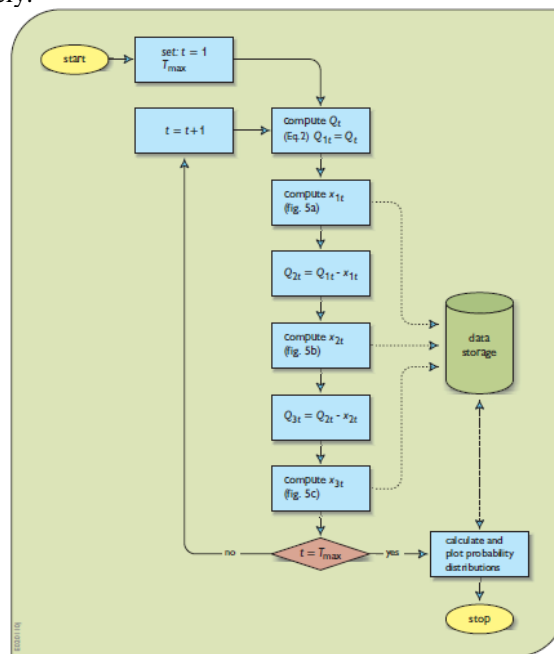 start
set: t = 1
Tmax
t = t+1
compute Qt
(Eq.2) Q1t = Qt
compute x1t
(fig. 5a)
Q2t = Q1t - x1t
compute x2t
(fig. 5b)
data
storage
Q3t = Q2t - x2t
compute x3t
(fig. 5c)
no
t = Tmax
yes
calculate and
plot probability
distributions
stop